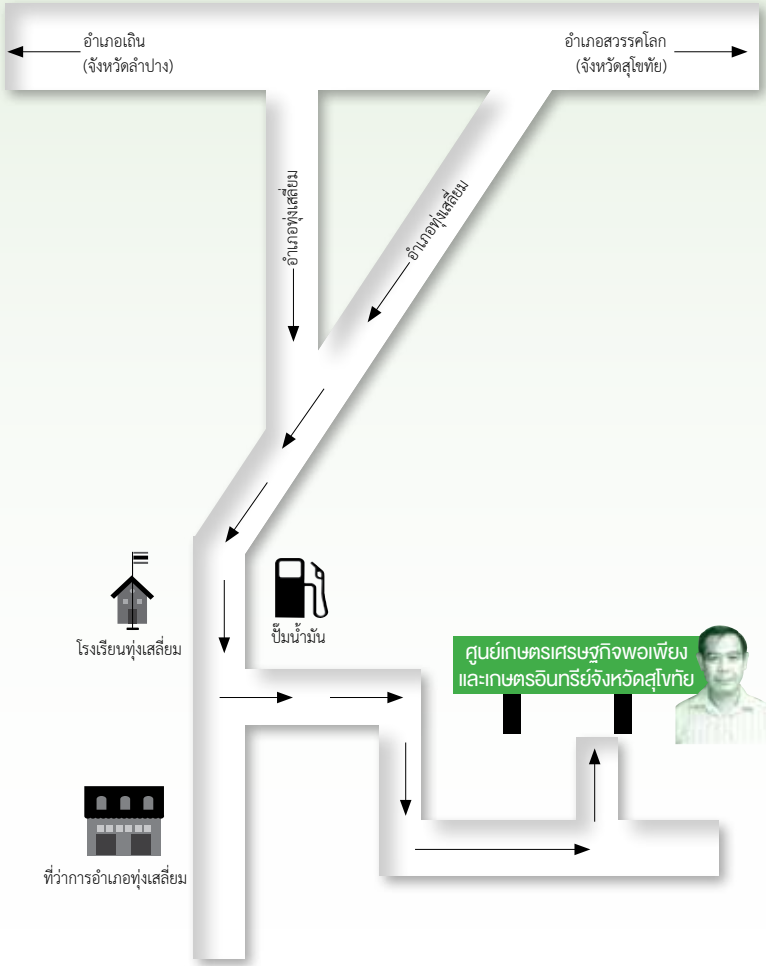 อำเภอเถิน
(จังหวัดลำปาง)
อำเภอสวรรคโลก
(จังหวัดสุโขทัย)
อำเภอทุ่งเสลี่ยม
อำเภอทุ่งเสลี่ยม
โรงเรียนทุ่งเสลี่ยม
ปั๊มน้ำมัน
ศูนย์เกษตรเศรษฐกิจพอเพียง
และเกษตรอินทรีย์จังหวัดสุโขทัย
ที่ว่าการอำเภอทุ่งเสลี่ยม